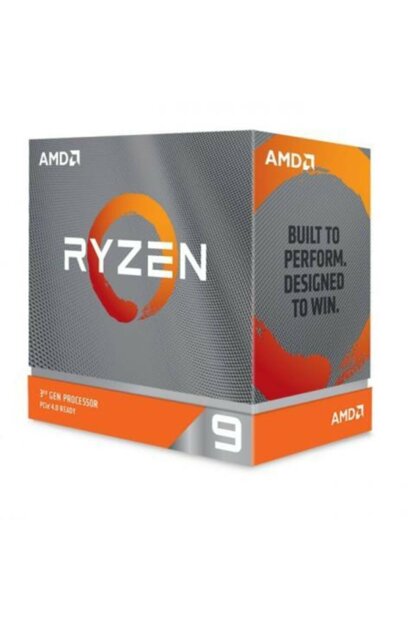 AMD
RYZEN
3rd GEN PROCESSOR
PCIe® 4.0 READY
9
AMD
BUILT TO
PERFORM.
DESIGNED
TO WIN.
AMD